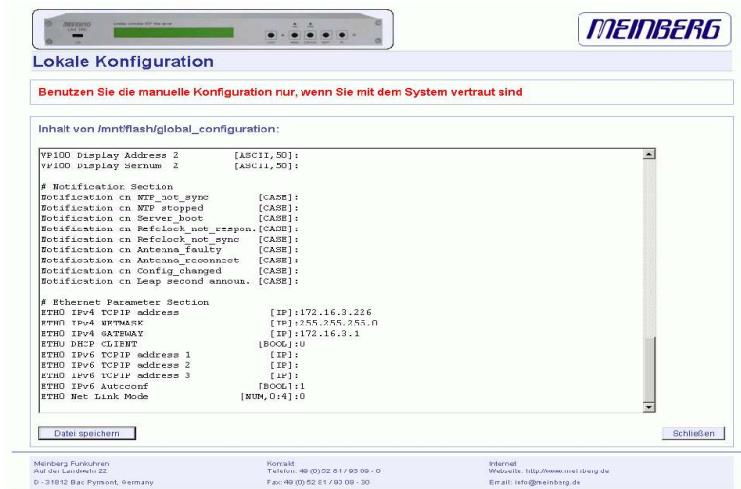 MEINBERG
MEINBERG
Lokale Konfiguration
Benutzen Sie die manuelle Konfiguration nur, wenn Sie mit dem System vertraut sind
Inhalt von /mnt/flash/global_configuration:
VP100 Display Address 2 [ASCII,50]:
VP100 Display Sernum 2 [ASCII,50]:
# Notification Section
Notification on NTP_not_sync [CASE]:
Notification on NTP stopped [CASE]:
Notification on Server_boot [CASE]:
Notification on Refclock_not_respon.[CASE]:
Notification on Refclock_not_sync [CASE]:
Notification on Antenna_faulty [CASE]:
Notification on Antenna_reconnect [CASE]:
Notification on Config_changed [CASE]:
Notification on Leap second announ. [CASE]:
# Ethernet Parameter Section
ETH0 IPv4 TCPIP address [IP]:172.16.3.226
ETH0 IPv4 NETMASK [IP]:255.255.255.0
ETH0 IPv4 GATEWAY [IP]:172.16.3.1
ETH0 DHCP CLIENT [BOOL]:0
ETH0 IPv6 TCPIP address 1 [IP]:
ETH0 IPv6 TCPIP address 2 [IP]:
ETH0 IPv6 TCPIP address 3 [IP]:
ETH0 IPv6 Autoconf [BOOL]:1
ETH0 Net Link Mode [NUM,0:4]:0
Datei speichern
Schließen
Meinberg Funkuhren
Auf der Landwehr 22
D - 31812 Bad Pyrmont, Germany
Kontakt
Telefon: 49 (0) 52 81 / 93 09 - 0
Fax: 49 (0) 52 81 / 93 09 - 30
Internet
Webseite: http://www.meinberg.de
Email: info@meinberg.de